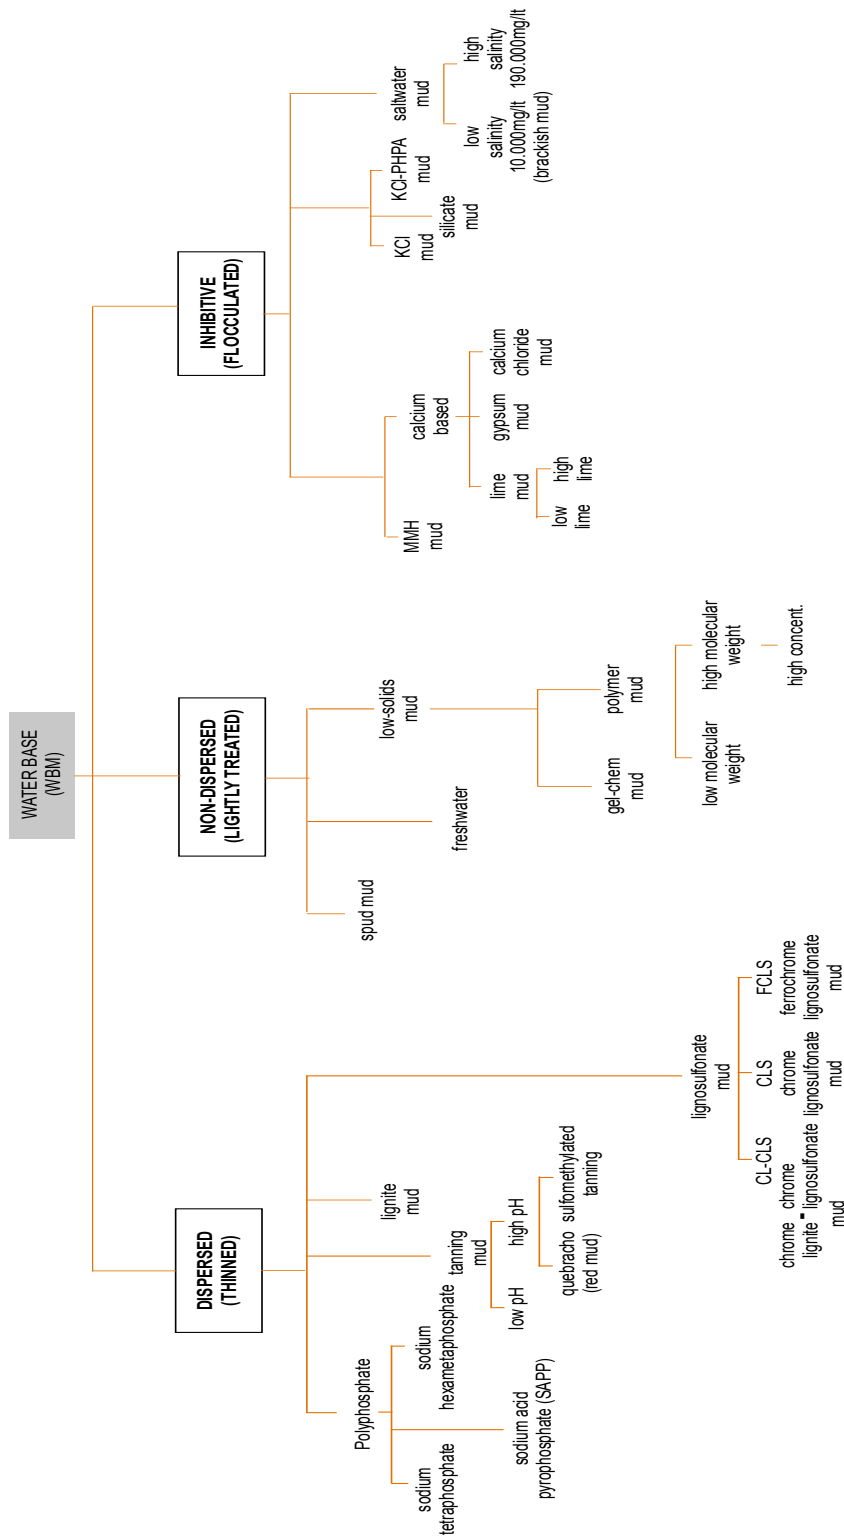 WATER BASE
(WBM)
DISPERSED
(THINNED)
NON-DISPERSED
(LIGHTLY TREATED)
INHIBITIVE
(FLOCCULATED)
Polyphosphate
sodium
tetraphosphate
sodium acid
pyrophosphate (SAPP)
sodium
hexametaphosphate
tanning
mud
low pH
high pH
quebracho
(red mud)
sulfomethylated
tanning
lignite
mud
lignosulfonate
mud
CL-CLS
chrome chrome
lignite - lignosulfonate
mud
CLS
chrome
lignosulfonate
mud
FCLS
ferrochrome
lignosulfonate
mud
spud mud
freshwater
low-solids
mud
gel-chem
mud
polymer
mud
low molecular
weight
high molecular
weight
high concent.
MMH
mud
calcium
based
lime
mud
low
lime
high
lime
gypsum
mud
calcium
chloride
mud
KCl
mud
silicate
mud
KCl-PHPA
mud
saltwater
mud
low
salinity
10.000mg/lt
(brackish mud)
high
salinity
190.000mg/lt